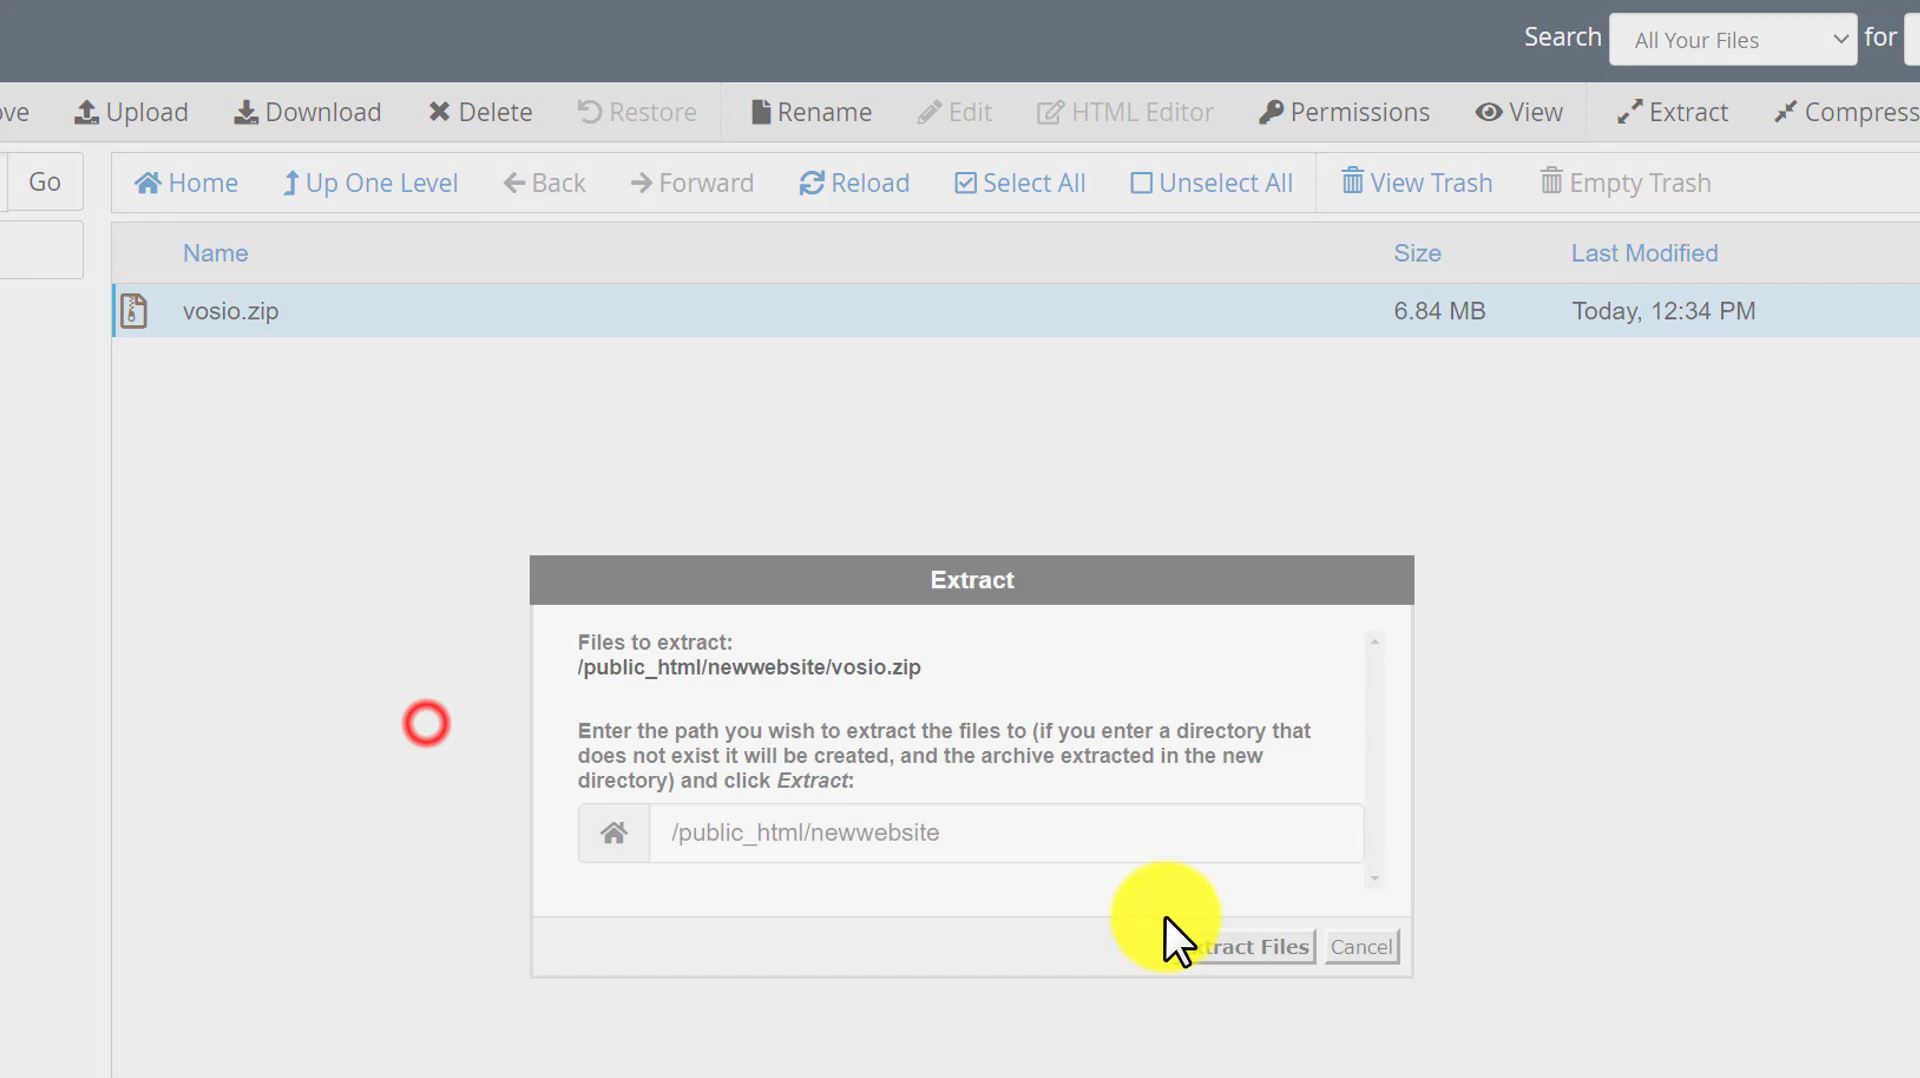 Search All Your Files for
Upload Download Delete Restore Rename Edit HTML Editor Permissions View Extract Compress
Go Home Up One Level Back Forward Reload Select All Unselect All View Trash Empty Trash
Name Size Last Modified
vosio.zip 6.84 MB Today, 12:34 PM
Extract
Files to extract:
/public_html/newwebsite/vosio.zip
Enter the path you wish to extract the files to (if you enter a directory that
does not exist it will be created, and the archive extracted in the new
directory) and click Extract:
/public_html/newwebsite
Files Cancel